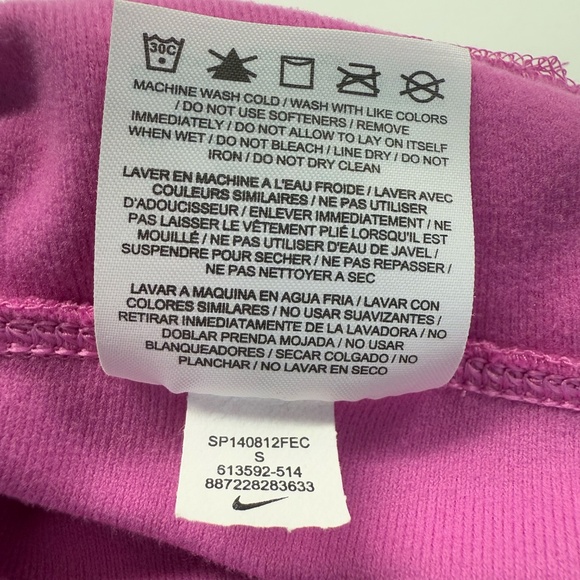 30C
MACHINE WASH COLD / WASH WITH LIKE COLORS
/ DO NOT USE SOFTENERS / REMOVE
IMMEDIATELY / DO NOT ALLOW TO LAY ON ITSELF
WHEN WET / DO NOT BLEACH / LINE DRY / DO NOT
IRON / DO NOT DRY CLEAN
LAVER EN MACHINE A L'EAU FROIDE / LAVER AVEC
COULEURS SIMILAIRES / NE PAS UTILISER
D'ADOUCISSEUR / ENLEVER IMMEDIATEMENT / NE
PAS LAISSER LE VÊTEMENT PLIÉ LORSQU'IL EST
MOUILLÉ / NE PAS UTILISER D'EAU DE JAVEL /
SUSPENDRE POUR SECHER / NE PAS REPASSER /
NE PAS NETTOYER A SEC
LAVAR A MAQUINA EN AGUA FRIA / LAVAR CON
COLORES SIMILARES / NO USAR SUAVIZANTES /
RETIRAR IMMEDIATAMENTE DE LA LAVADORA / NO
DOBLAR PRENDA MOJADA / NO USAR
BLANQUEADORES / SECAR COLGADO / NO
PLANCHAR / NO LAVAR EN SECO
SP140812FEC
S
613592-514
887228283633